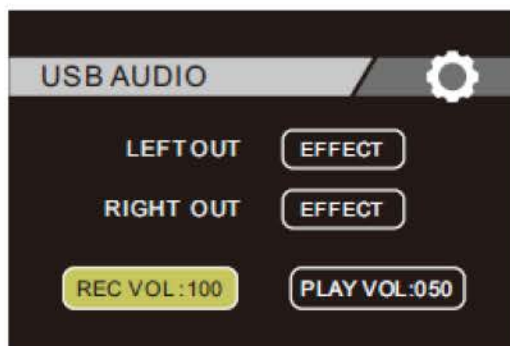 USB AUDIO
LEFT OUT EFFECT
RIGHT OUT EFFECT
REC VOL:100 PLAY VOL:050